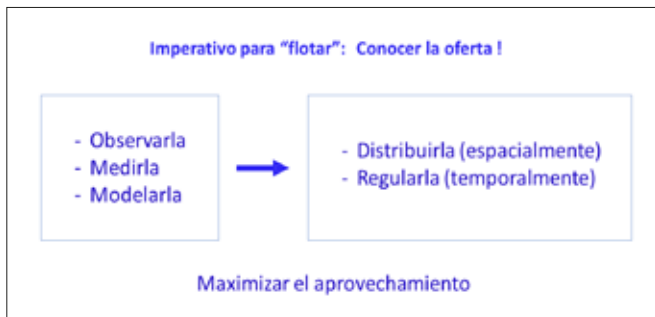 Imperativo para “flotar”: Conocer la oferta !
- Observarla
- Medirla
- Modelarla
- Distribuirla (espacialmente)
- Regularla (temporalmente)
Maximizar el aprovechamiento